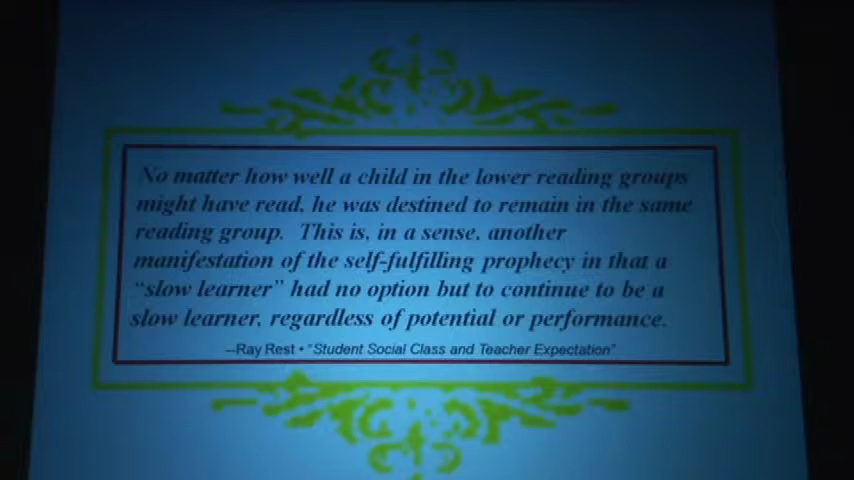 No matter how well a child in the lower reading groups
might have read, he was destined to remain in the same
reading group.  This is, in a sense, another
manifestation of the self-fulfilling prophecy in that a
“slow learner” had no option but to continue to be a
slow learner, regardless of potential or performance.
--Ray Rest • “Student Social Class and Teacher Expectation”